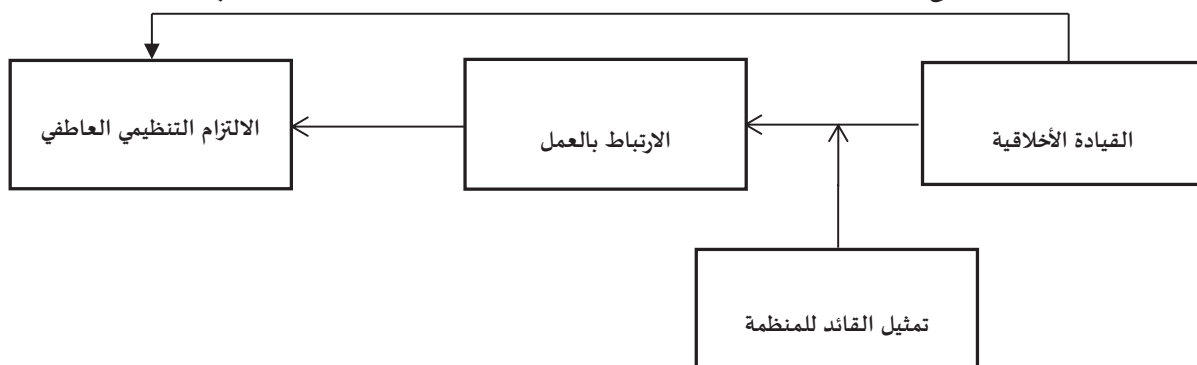 القيادة الأخلاقية
الارتباط بالعمل
الالتزام التنظيمي العاطفي
تمثيل القائد للمنظمة